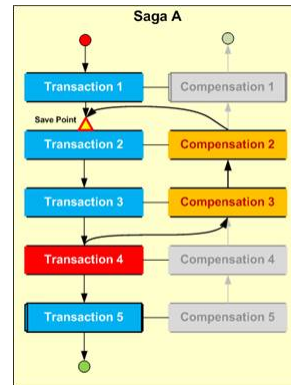 Saga A
Transaction 1
Compensation 1
Save Point
Transaction 2
Compensation 2
Transaction 3
Compensation 3
Transaction 4
Compensation 4
Transaction 5
Compensation 5